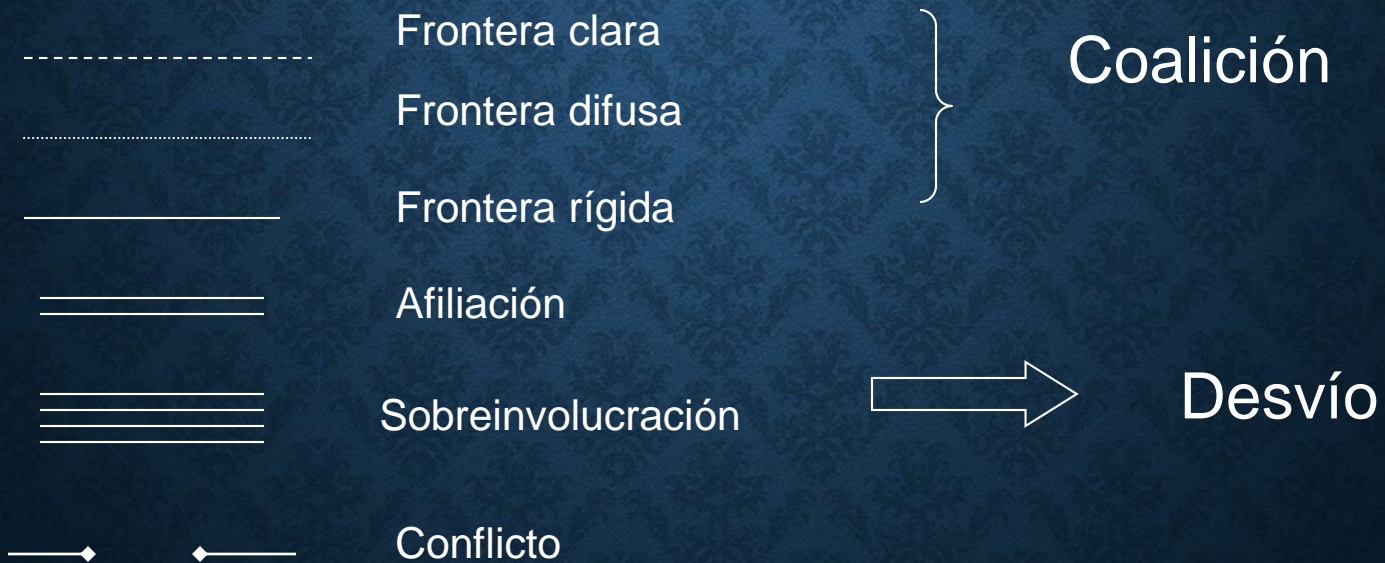 Frontera clara
Frontera difusa
Frontera rígida
Afiliación
Sobreinvolucración
Conflicto
Coalición
Desvío